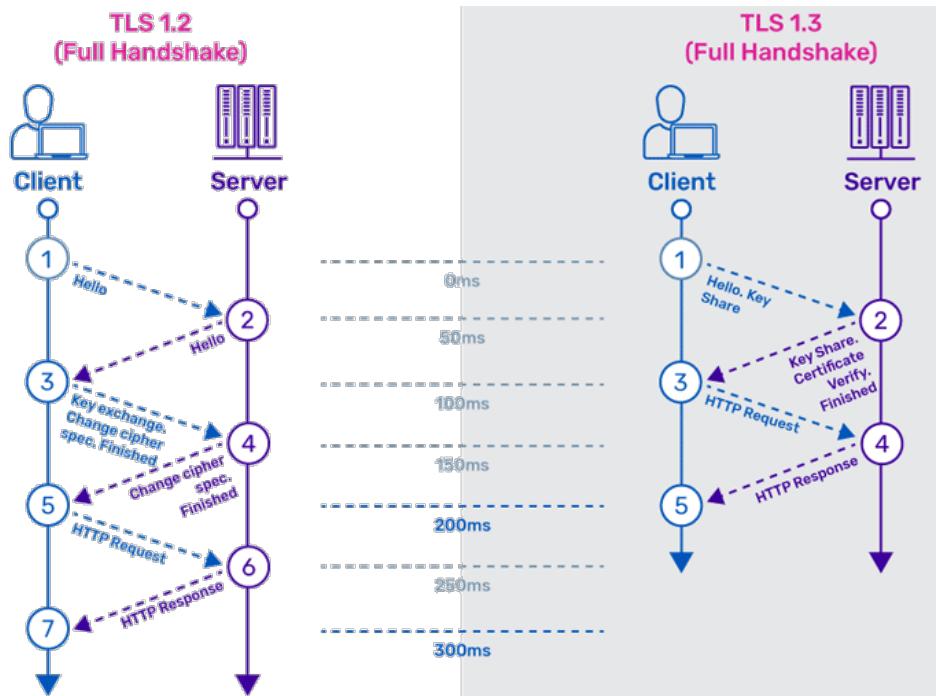 TLS 1.2
(Full Handshake)
Client
Server
1
Hello
2
Hello
3
Key exchange.
Change cipher
spec. Finished
4
Change cipher
spec.
Finished
5
HTTP Request
6
HTTP Response
7
0ms
50ms
100ms
150ms
200ms
250ms
300ms
TLS 1.3
(Full Handshake)
Client
Server
1
Hello. Key
Share
2
Key Share.
Certificate
Verify.
Finished
3
HTTP Request
4
HTTP Response
5